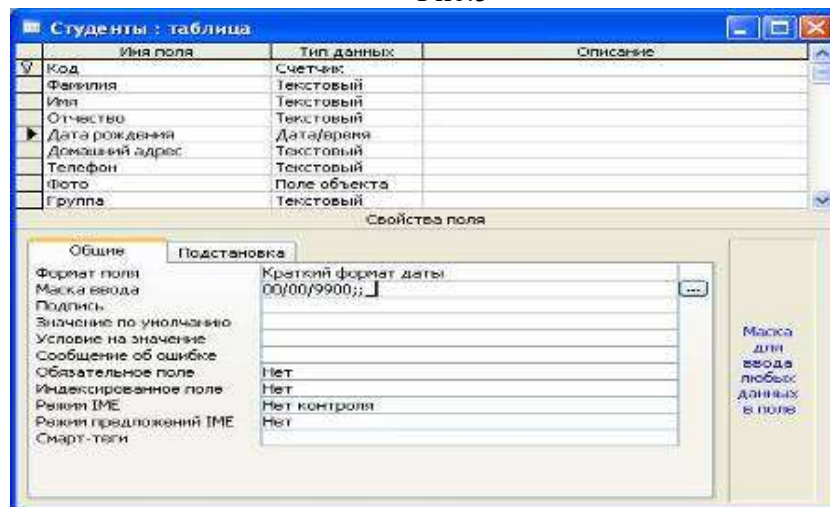 Студенты : таблица
Имя поля Тип данных Описание
Код Счетчик
Фамилия Текстовый
Имя Текстовый
Отчество Текстовый
Дата рождения Дата/время
Домашний адрес Текстовый
Телефон Текстовый
Фото Поле объекта
Группа Текстовый
Свойства поля
Общие Подстановка
Формат поля Краткий формат даты
Маска ввода 00/00/9900;;_ ...
Подпись
Значение по умолчанию
Условие на значение
Сообщение об ошибке
Обязательное поле Нет
Индексированное поле Нет
Режим IME Нет контроля
Режим предложений IME Нет
Смарт-теги
Маска
для
ввода
любых
данных
в поле